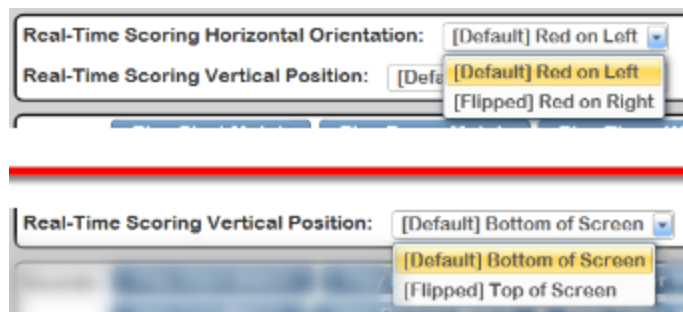 Real-Time Scoring Horizontal Orientation: [Default] Red on Left
[Default] Red on Left
Real-Time Scoring Vertical Position: [Defa
[Flipped] Red on Right
Real-Time Scoring Vertical Position: [Default] Bottom of Screen
[Default] Bottom of Screen
[Flipped] Top of Screen